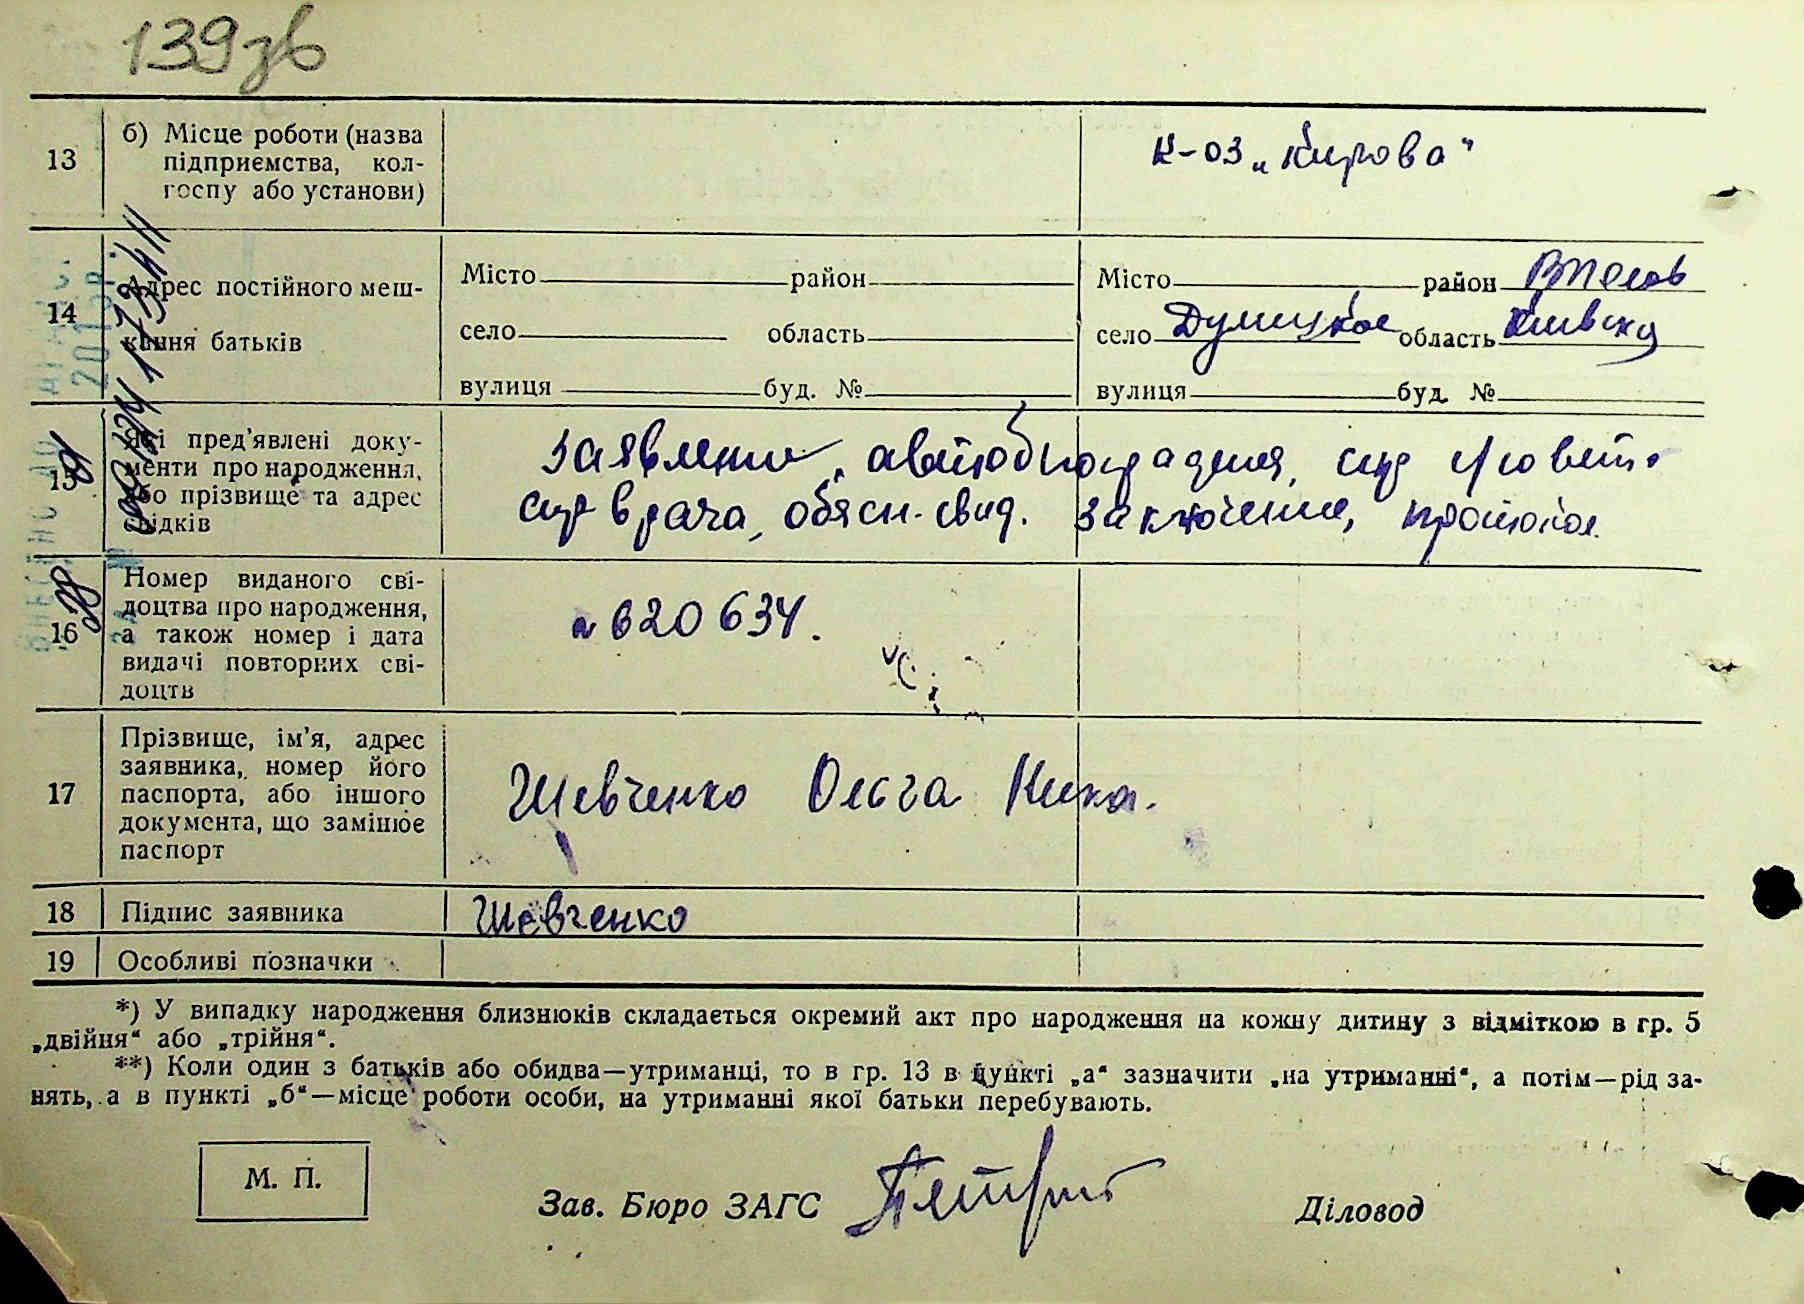 139зв
13
б) Місце роботи (назва
підприємства, кол-
госпу або установи)
К-оз „Кирова"
14
Адрес постійного меш-
кання батьків
Місто район
село область
вулиця буд. №
Місто район
село область
вулиця буд. №
15
Які пред'явлені доку-
менти про народження,
або прізвище та адрес
свідків
заявление, автобиография, спр
спр врача, обясн. свид. заключение, протокол.
16
Номер виданого сві-
доцтва про народження,
а також номер і дата
видачі повторних сві-
доцтв
620634.
17
Прізвище, ім'я, адрес
заявника, номер його
паспорта, або іншого
документа, що замінює
паспорт
Шевченко Ольга
18
Підпис заявника
Шевченко
19
Особливі позначки
*) У випадку народження близнюків складається окремий акт про народження на кожну дитину з відміткою в гр. 5
„двійня“ або „трійня“.
**) Коли один з батьків або обидва—утриманці, то в гр. 13 в пункті „а“ зазначити „на утриманні“, а потім—рід за-
нять, а в пункті „б“—місце роботи особи, на утриманні якої батьки перебувають.
М. П.
Зав. Бюро ЗАГС
Діловод